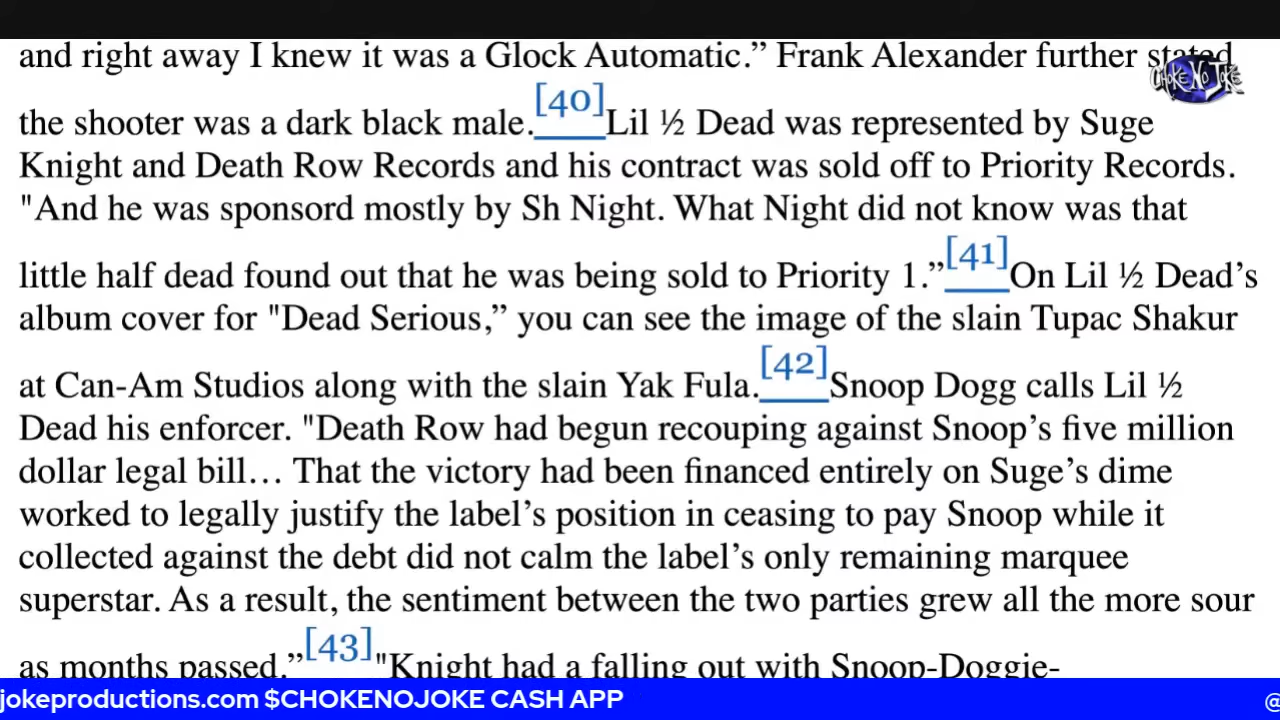 and right away I knew it was a Glock Automatic.” Frank Alexander further stated
CHOKE NO JOKE
the shooter was a dark black male.[40]Lil ½ Dead was represented by Suge
Knight and Death Row Records and his contract was sold off to Priority Records.
"And he was sponsord mostly by Sh Night. What Night did not know was that
little half dead found out that he was being sold to Priority 1.”[41]On Lil ½ Dead’s
album cover for "Dead Serious,” you can see the image of the slain Tupac Shakur
at Can-Am Studios along with the slain Yak Fula.[42]Snoop Dogg calls Lil ½
Dead his enforcer. "Death Row had begun recouping against Snoop’s five million
dollar legal bill… That the victory had been financed entirely on Suge’s dime
worked to legally justify the label’s position in ceasing to pay Snoop while it
collected against the debt did not calm the label’s only remaining marquee
superstar. As a result, the sentiment between the two parties grew all the more sour
as months passed.”[43]"Knight had a falling out with Snoop-Doggie-
jokeproductions.com $CHOKENOJOKE CASH APP @